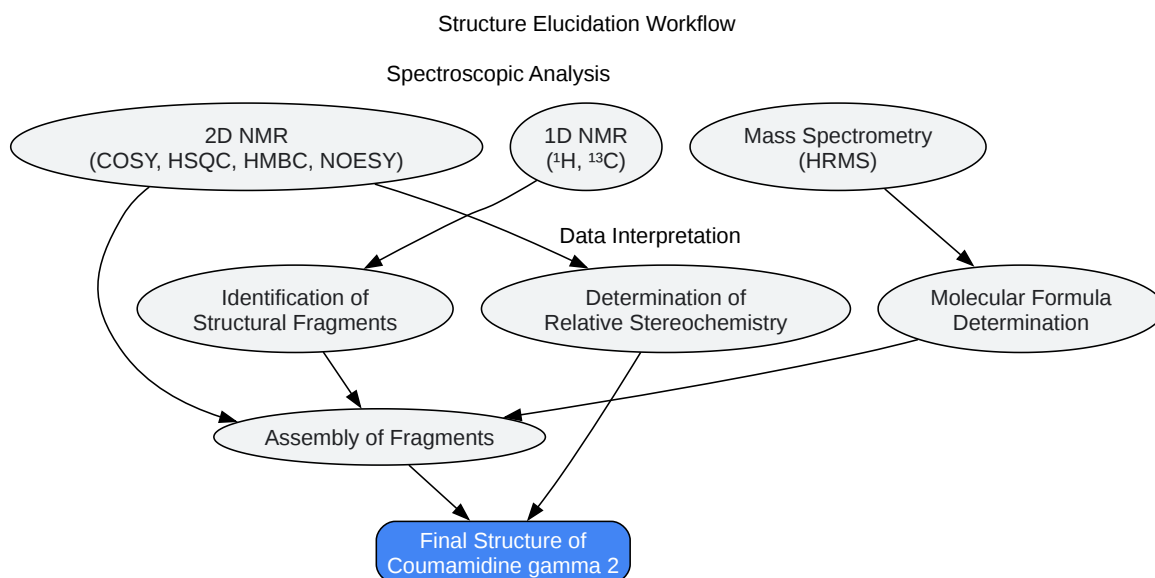 Structure Elucidation Workflow
Spectroscopic Analysis
2D NMR
(COSY, HSQC, HMBC, NOESY)
1D NMR
(¹H, ¹³C)
Mass Spectrometry
(HRMS)
Data Interpretation
Identification of
Structural Fragments
Determination of
Relative Stereochemistry
Molecular Formula
Determination
Assembly of Fragments
Final Structure of
Coumamidine gamma 2